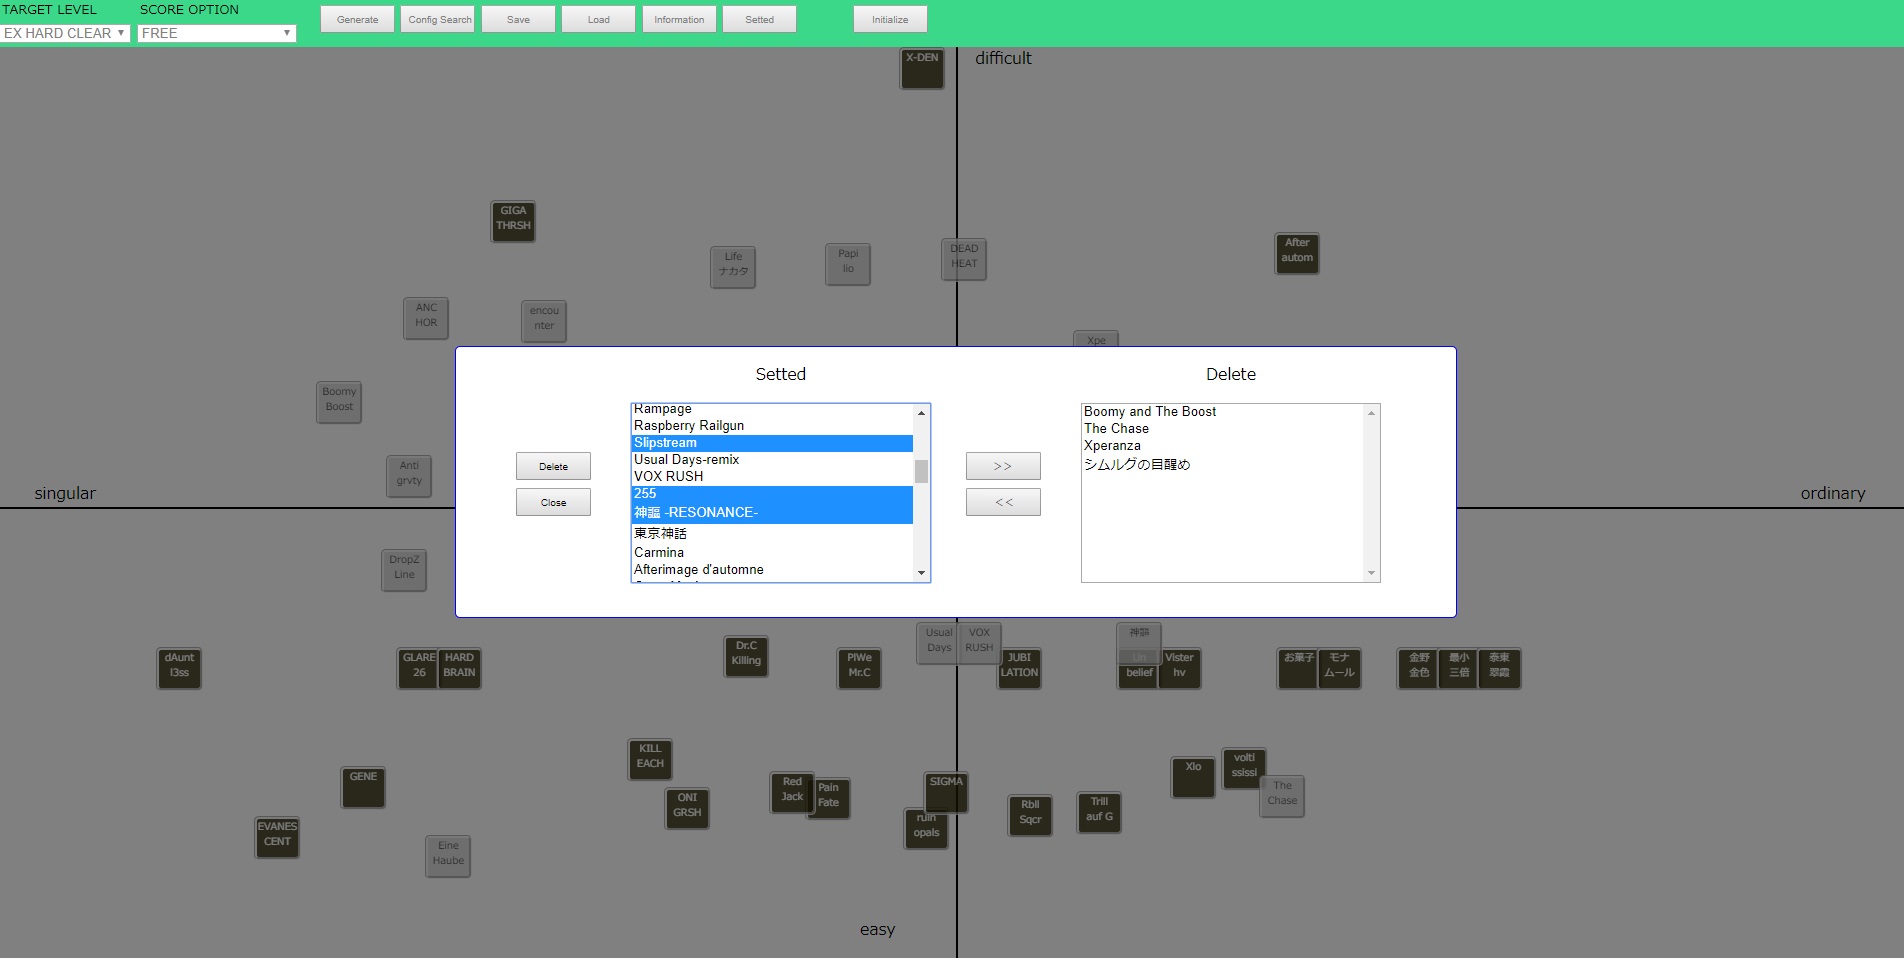 TARGET LEVEL
SCORE OPTION
EX HARD CLEAR
FREE
Generate
Config Search
Save
Load
Information
Setted
Initialize
X-DEN
difficult
GIGA
THRSH
Life
ナカタ
Papi
lio
DEAD
HEAT
After
autom
ANC
HOR
encou
nter
Xpe
Boomy
Boost
Anti
grvty
singular
ordinary
Setted
Delete
Rampage
Raspberry Railgun
Slipstream
Usual Days-remix
VOX RUSH
255
神謳 -RESONANCE-
東京神話
Carmina
Afterimage d'automne
Delete
Close
>>
<<
Boomy and The Boost
The Chase
Xperanza
シムルグの目醒め
DropZ
Line
dAunt
l3ss
GLARE
26
HARD
BRAIN
Dr.C
Killing
PlWe
Mr.C
Usual
Days
VOX
RUSH
JUBI
LATION
神謳
Un
belief
Vister
hv
お菓子
モナ
ムール
金野
金色
最小
三倍
泰東
翠霞
KILL
EACH
GENE
ONI
GRSH
Red
Jack
Pain
Fate
SIGMA
ruin
opals
Rbll
Sqcr
Trill
auf G
Xlo
volti
ssissi
The
Chase
EVANES
CENT
Eine
Haube
easy